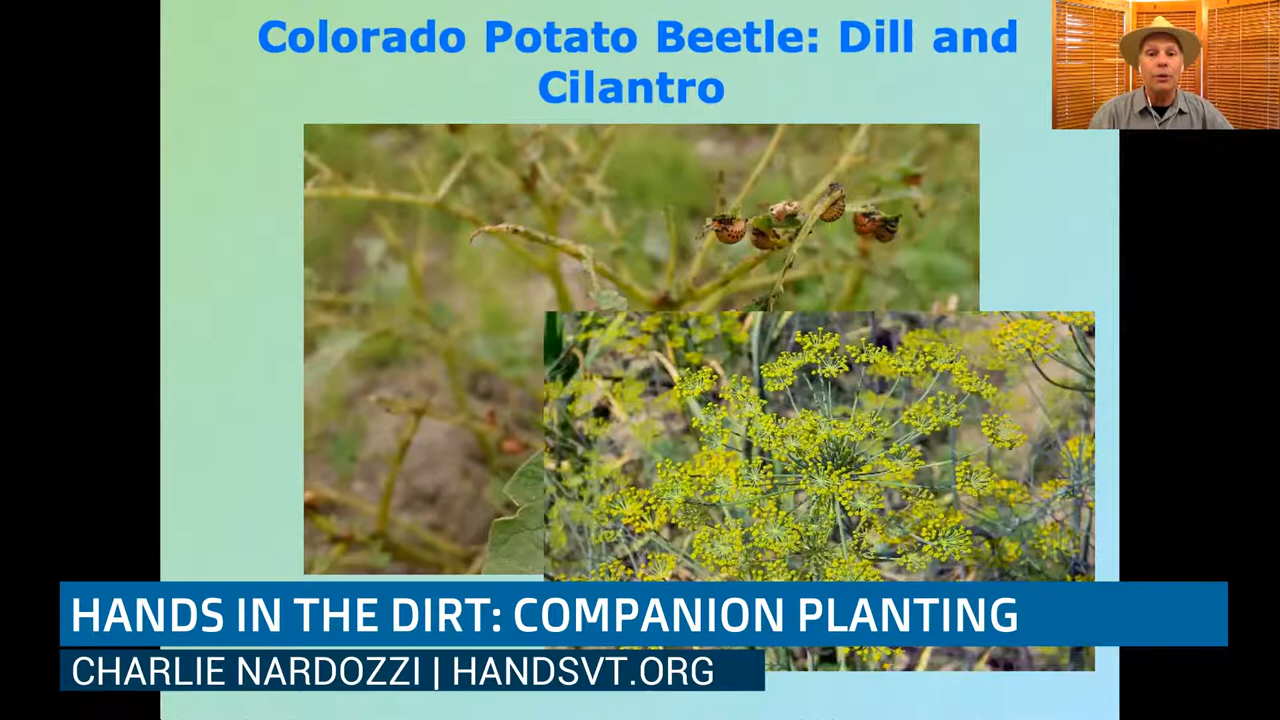 Colorado Potato Beetle: Dill and
Cilantro
HANDS IN THE DIRT: COMPANION PLANTING
CHARLIE NARDOZZI | HANDSVT.ORG